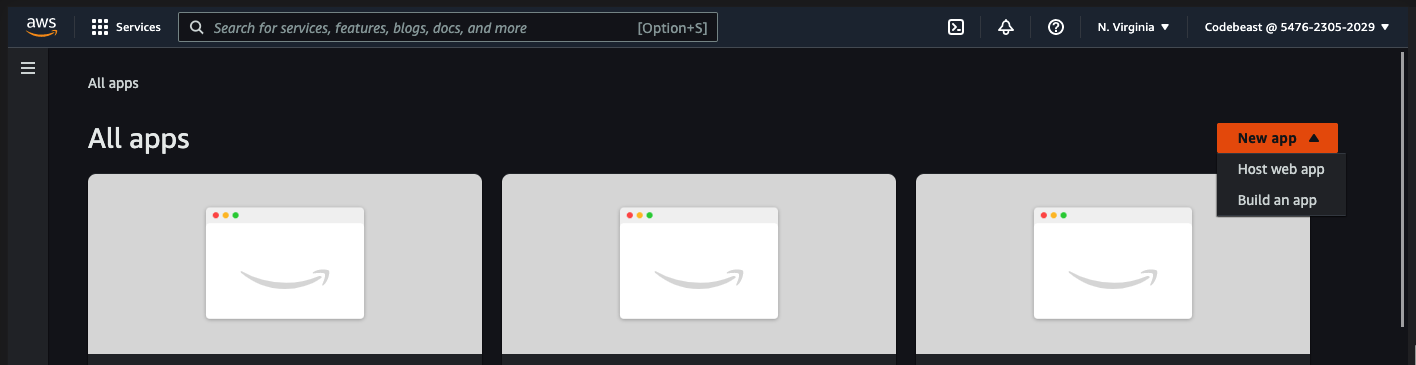 aws
Services
Search for services, features, blogs, docs, and more
[Option+S]
N. Virginia
Codebeast @ 5476-2305-2029
All apps
All apps
New app
Host web app
Build an app